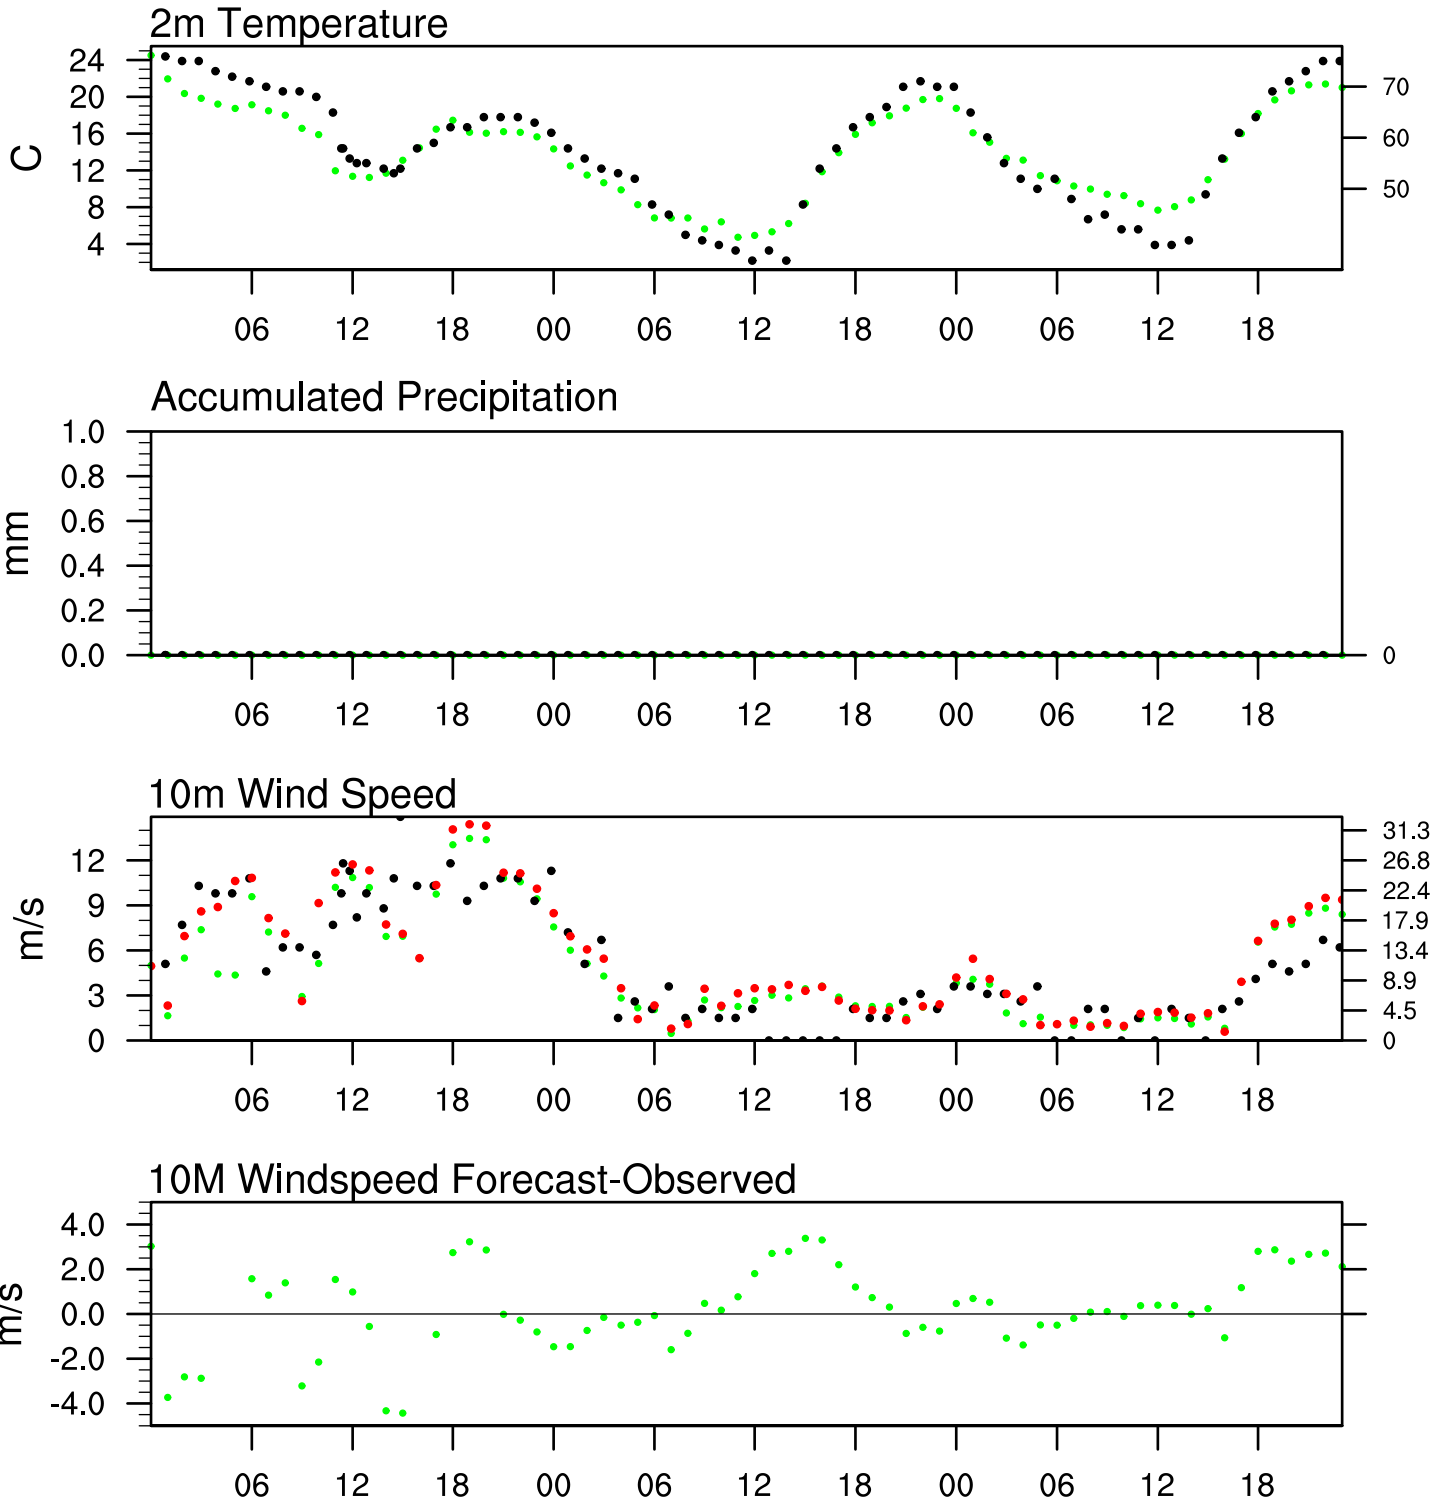 2m Temperature
24
20
16
12
8
4
C
70
60
50
06 12 18 00 06 12 18 00 06 12 18
Accumulated Precipitation
1.0
0.8
0.6
0.4
0.2
0.0
mm
0
06 12 18 00 06 12 18 00 06 12 18
10m Wind Speed
12
9
6
3
0
m/s
31.3
26.8
22.4
17.9
13.4
8.9
4.5
0
06 12 18 00 06 12 18 00 06 12 18
10M Windspeed Forecast-Observed
4.0
2.0
0.0
-2.0
-4.0
m/s
06 12 18 00 06 12 18 00 06 12 18